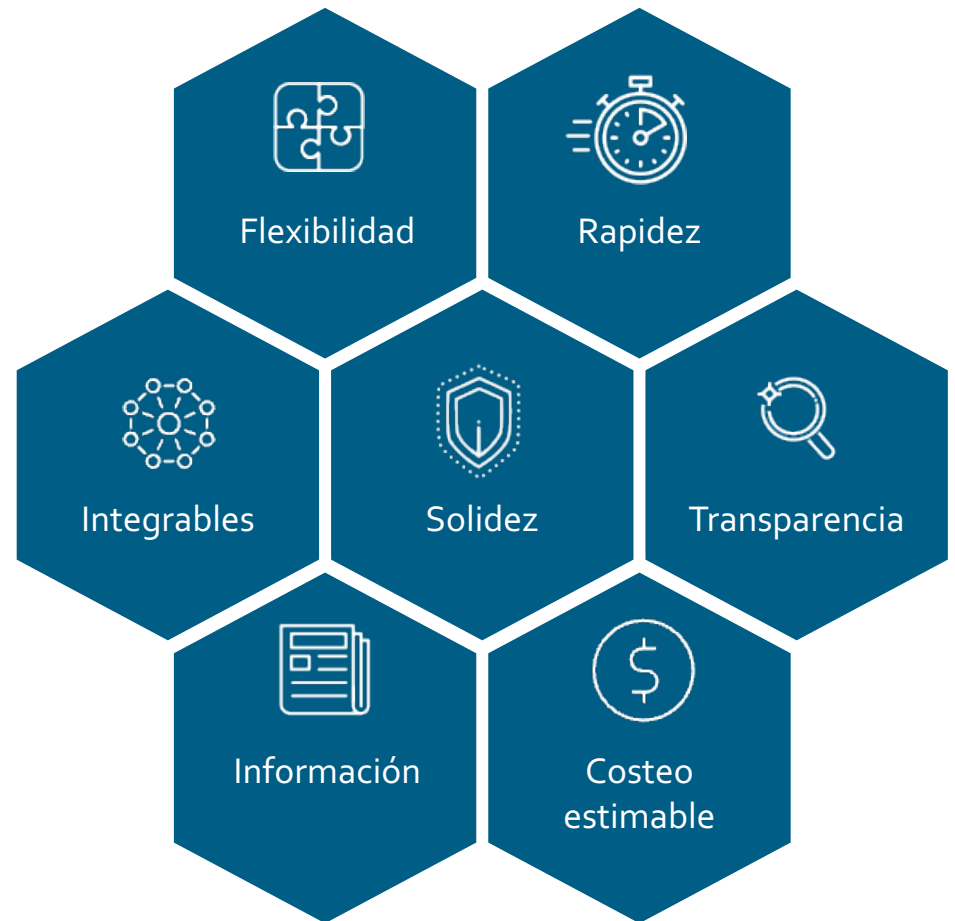 Flexibilidad
Rapidez
Integrables
Solidez
Transparencia
Información
Costeo
estimable